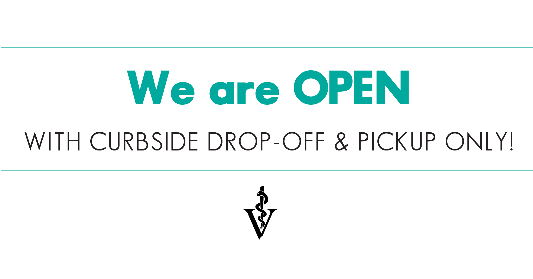 We are OPEN
WITH CURBSIDE DROP-OFF & PICKUP ONLY!
V